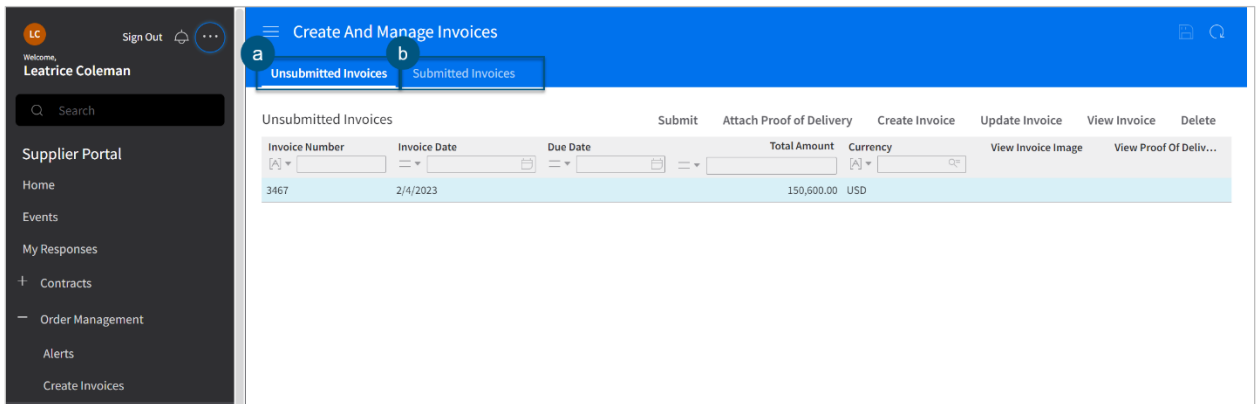 LC
Sign Out
Welcome,
Leatrice Coleman
Search
Supplier Portal
Home
Events
My Responses
+ Contracts
− Order Management
Alerts
Create Invoices
Create And Manage Invoices
a
b
Unsubmitted Invoices Submitted Invoices
Unsubmitted Invoices Submit Attach Proof of Delivery Create Invoice Update Invoice View Invoice Delete
Invoice Number Invoice Date Due Date Total Amount Currency View Invoice Image View Proof Of Deliv...
[A] = = = [A]
3467 2/4/2023 150,600.00 USD